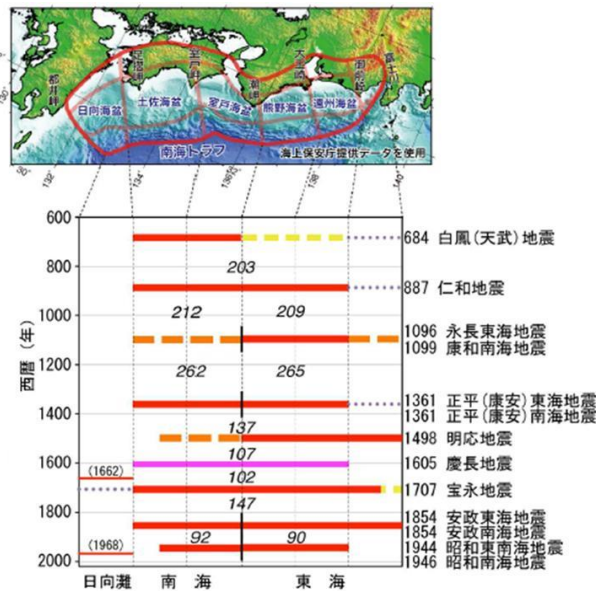 都井岬
足摺岬
室戸岬
潮岬
大王崎
御前崎
富士川
日向海盆
土佐海盆
室戸海盆
熊野海盆
遠州海盆
南海トラフ
海上保安庁提供データを使用
132
134
136
138
140
西暦(年)
600
800
1000
1200
1400
1600
1800
2000
203
212
209
262
265
137
107
102
147
92
90
(1662)
(1968)
684 白鳳(天武)地震
887 仁和地震
1096 永長東海地震
1099 康和南海地震
1361 正平(康安)東海地震
1361 正平(康安)南海地震
1498 明応地震
1605 慶長地震
1707 宝永地震
1854 安政東海地震
1854 安政南海地震
1944 昭和東南海地震
1946 昭和南海地震
日向灘
南海
東海